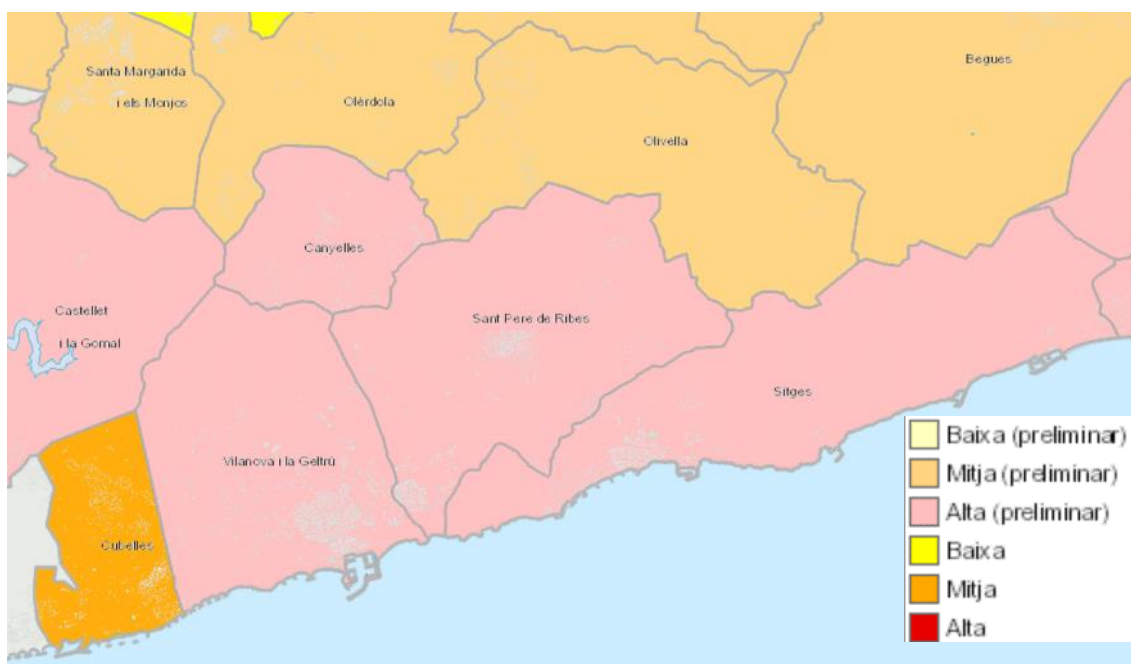 Begues
Santa Margarida
i els Monjos
Olèrdola
Olivella
Canyelles
Castellet
i la Gornal
Sant Pere de Ribes
Sitges
Vilanova i la Geltrú
Cubelles
Baixa (preliminar)
Mitja (preliminar)
Alta (preliminar)
Baixa
Mitja
Alta